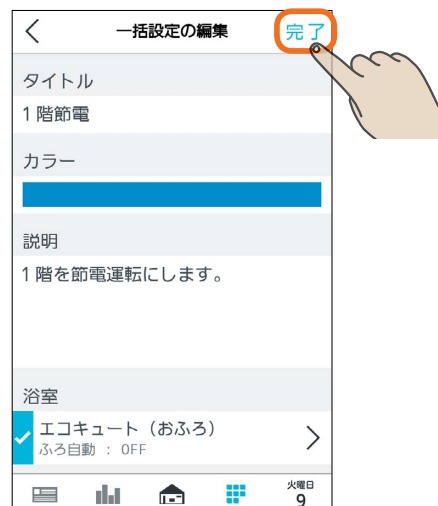 一括設定の編集 完了
タイトル
1 階節電
カラー
説明
1 階を節電運転にします。
浴室
エコキュート（おふろ）
ふろ自動 : OFF
火曜日
9